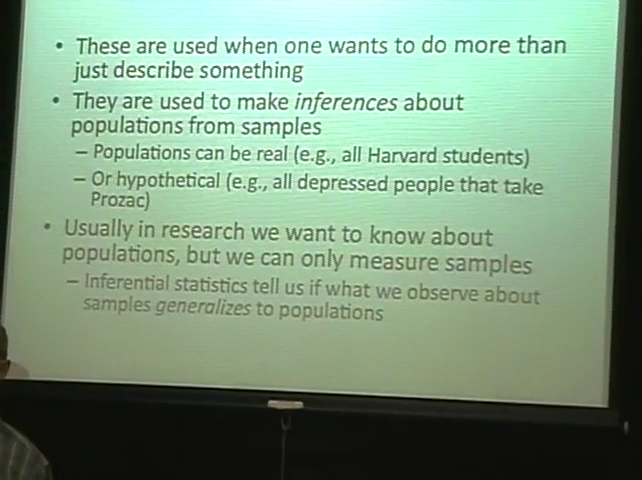 • These are used when one wants to do more than
just describe something
• They are used to make inferences about
populations from samples
– Populations can be real (e.g., all Harvard students)
– Or hypothetical (e.g., all depressed people that take
Prozac)
• Usually in research we want to know about
populations, but we can only measure samples
– Inferential statistics tell us if what we observe about
samples generalizes to populations